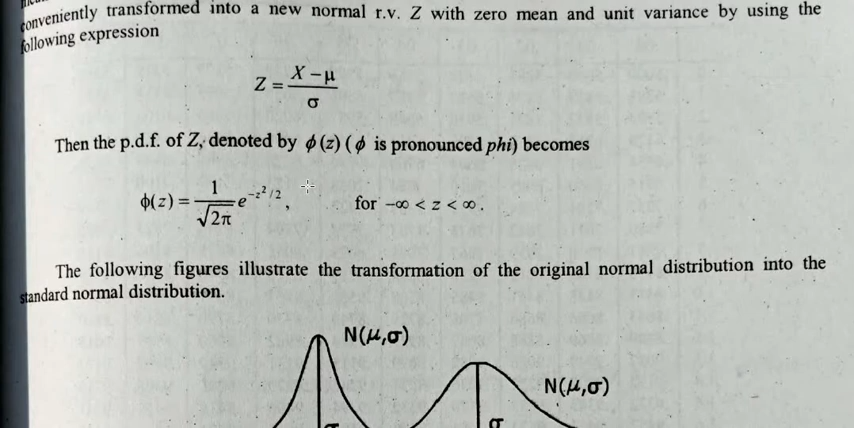 conveniently transformed into a new normal r.v. Z with zero mean and unit variance by using the
following expression
Z = (X − μ) / σ
Then the p.d.f. of Z, denoted by ϕ(z) (ϕ is pronounced phi) becomes
ϕ(z) = 1/√2π e^(−z²/2), for −∞ < z < ∞.
The following figures illustrate the transformation of the original normal distribution into the
standard normal distribution.
N(μ,σ)
N(μ,σ)
σ
σ